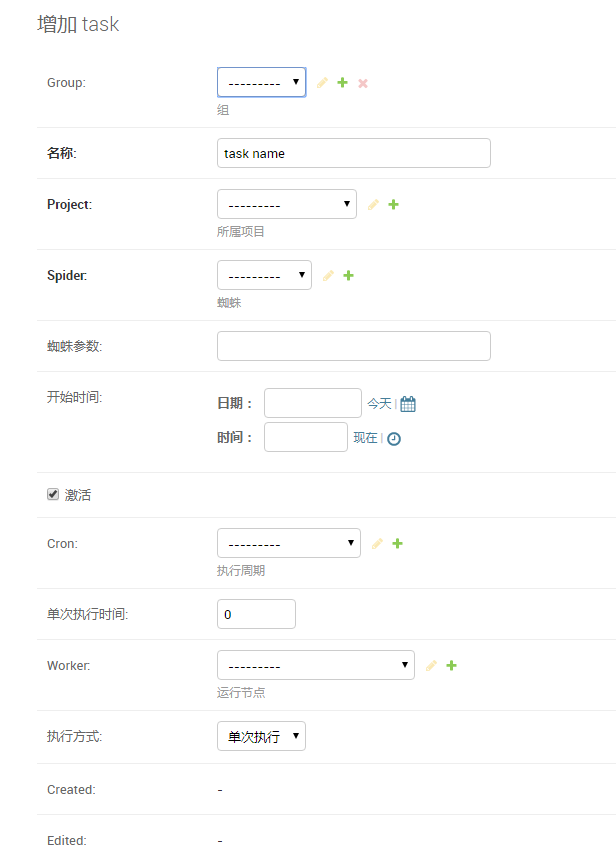 增加 task
Group:
---------
组
名称:
task name
Project:
---------
所属项目
Spider:
---------
蜘蛛
蜘蛛参数:
开始时间:
日期：
今天 |
时间：
现在 |
激活
Cron:
---------
执行周期
单次执行时间:
0
Worker:
---------
运行节点
执行方式:
单次执行
Created:
-
Edited:
-